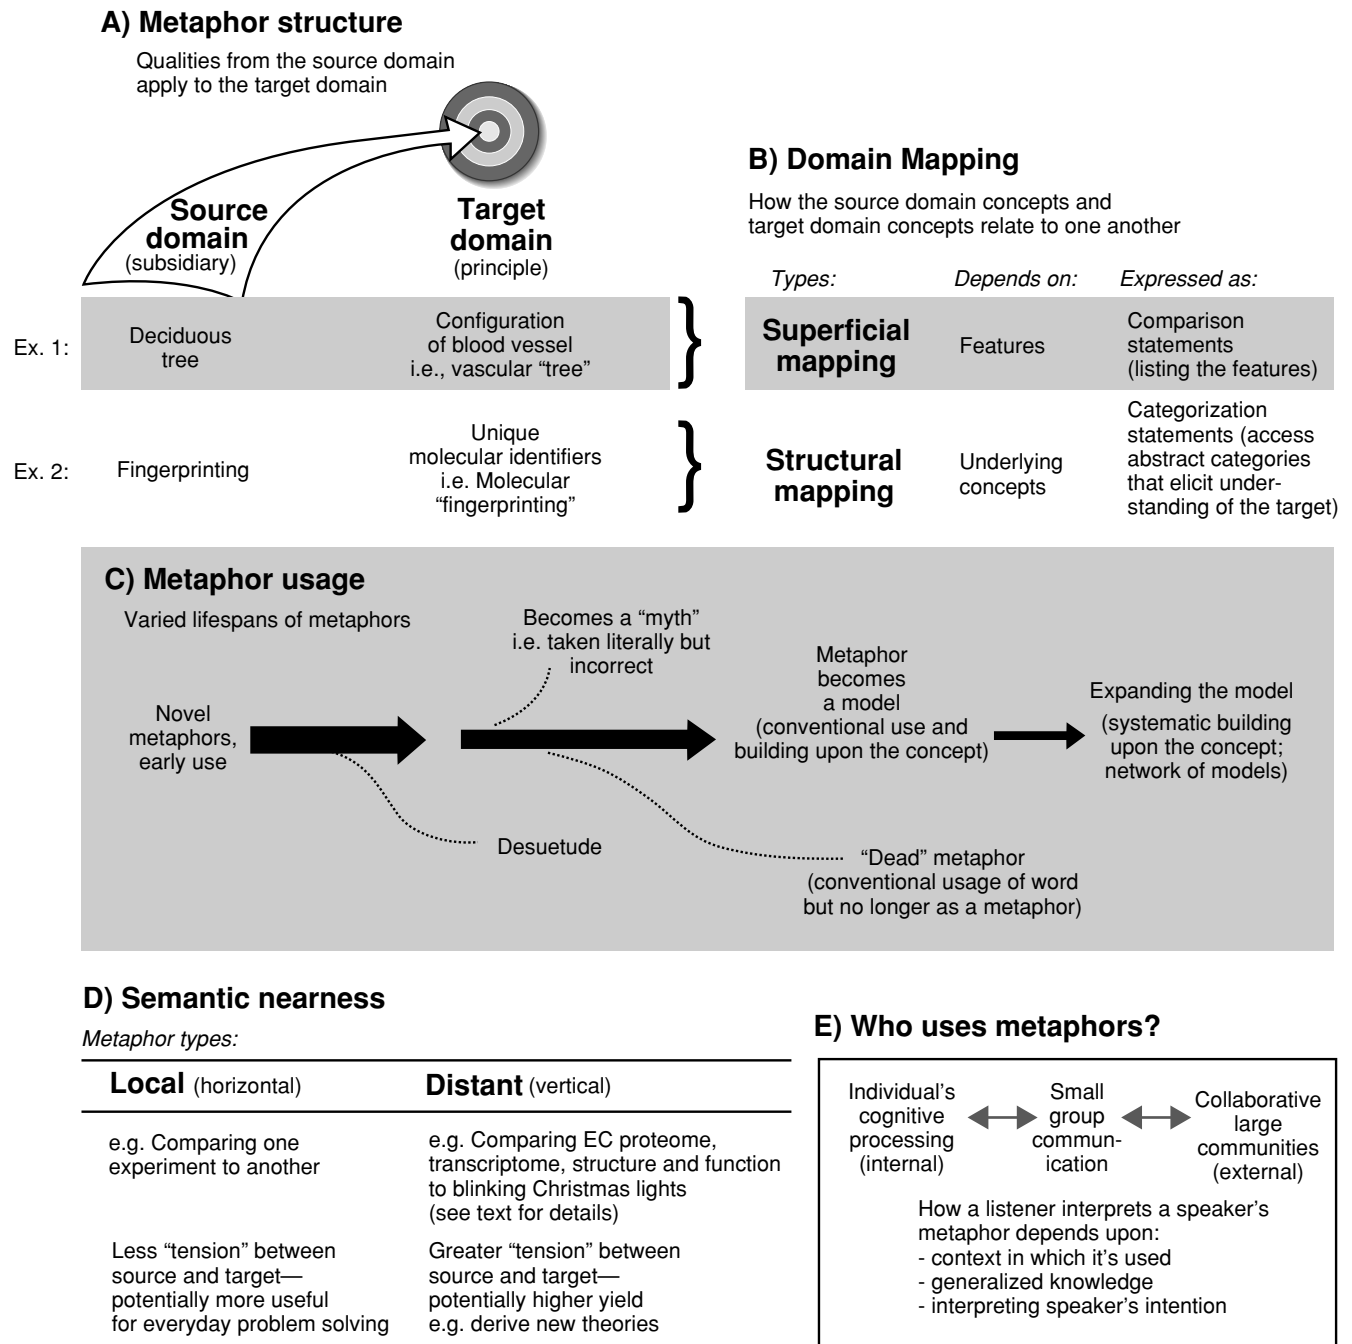 A) Metaphor structure
Qualities from the source domain
apply to the target domain
Source
domain
(subsidiary)
Target
domain
(principle)
B) Domain Mapping
How the source domain concepts and
target domain concepts relate to one another
Types:
Depends on:
Expressed as:
Ex. 1:
Deciduous
tree
Configuration
of blood vessel
i.e., vascular “tree”
}
Superficial
mapping
Features
Comparison
statements
(listing the features)
Ex. 2:
Fingerprinting
Unique
molecular identifiers
i.e. Molecular
“fingerprinting”
}
Structural
mapping
Underlying
concepts
Categorization
statements (access
abstract categories
that elicit under-
standing of the target)
C) Metaphor usage
Varied lifespans of metaphors
Novel
metaphors,
early use
Becomes a “myth”
i.e. taken literally but
incorrect
Desuetude
Metaphor
becomes
a model
(conventional use and
building upon the concept)
“Dead” metaphor
(conventional usage of word
but no longer as a metaphor)
Expanding the model
(systematic building
upon the concept;
network of models)
D) Semantic nearness
Metaphor types:
Local (horizontal)
Distant (vertical)
e.g. Comparing one
experiment to another
e.g. Comparing EC proteome,
transcriptome, structure and function
to blinking Christmas lights
(see text for details)
Less “tension” between
source and target—
potentially more useful
for everyday problem solving
Greater “tension” between
source and target—
potentially higher yield
e.g. derive new theories
E) Who uses metaphors?
Individual’s
cognitive
processing
(internal)
Small
group
commun-
ication
Collaborative
large
communities
(external)
How a listener interprets a speaker’s
metaphor depends upon:
- context in which it’s used
- generalized knowledge
- interpreting speaker’s intention